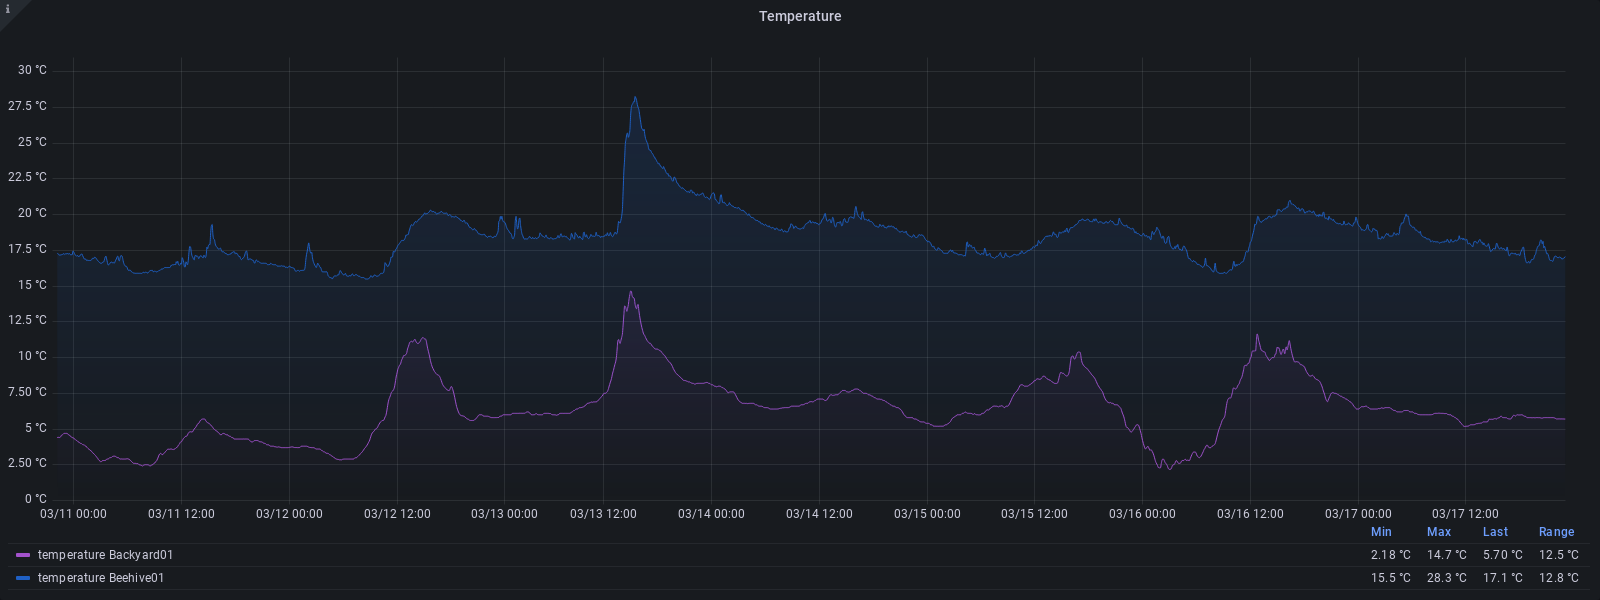 i
Temperature
30 °C
27.5 °C
25 °C
22.5 °C
20 °C
17.5 °C
15 °C
12.5 °C
10 °C
7.50 °C
5 °C
2.50 °C
0 °C
03/11 00:00 03/11 12:00 03/12 00:00 03/12 12:00 03/13 00:00 03/13 12:00 03/14 00:00 03/14 12:00 03/15 00:00 03/15 12:00 03/16 00:00 03/16 12:00 03/17 00:00 03/17 12:00
Min Max Last Range
temperature Backyard01 2.18 °C 14.7 °C 5.70 °C 12.5 °C
temperature Beehive01 15.5 °C 28.3 °C 17.1 °C 12.8 °C